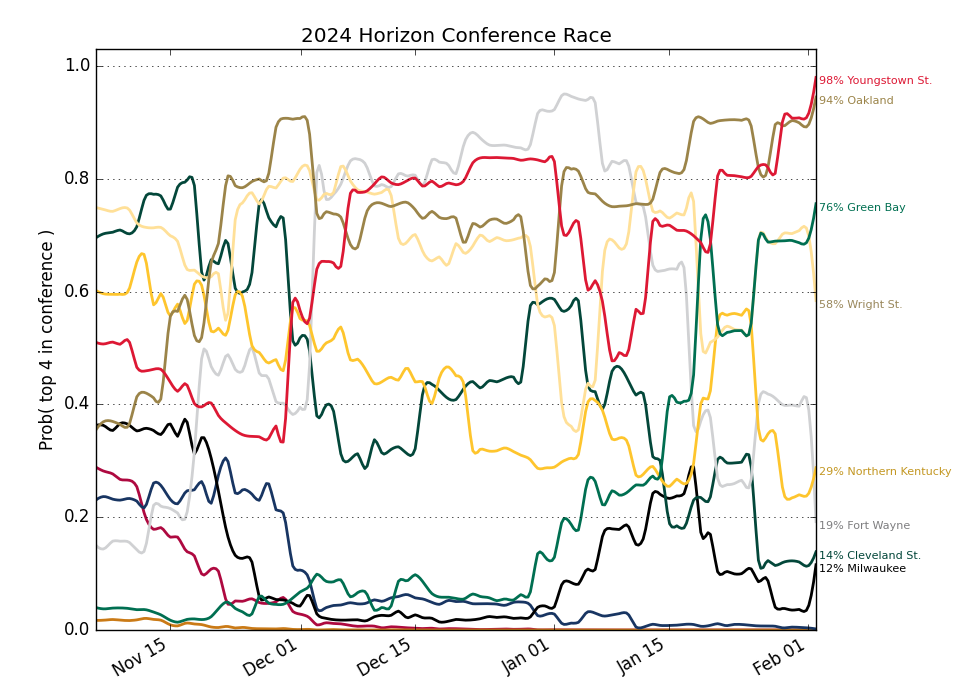 2024 Horizon Conference Race
Prob( top 4 in conference )
1.0
0.8
0.6
0.4
0.2
0.0
Nov 15
Dec 01
Dec 15
Jan 01
Jan 15
Feb 01
98% Youngstown St.
94% Oakland
76% Green Bay
58% Wright St.
29% Northern Kentucky
19% Fort Wayne
14% Cleveland St.
12% Milwaukee